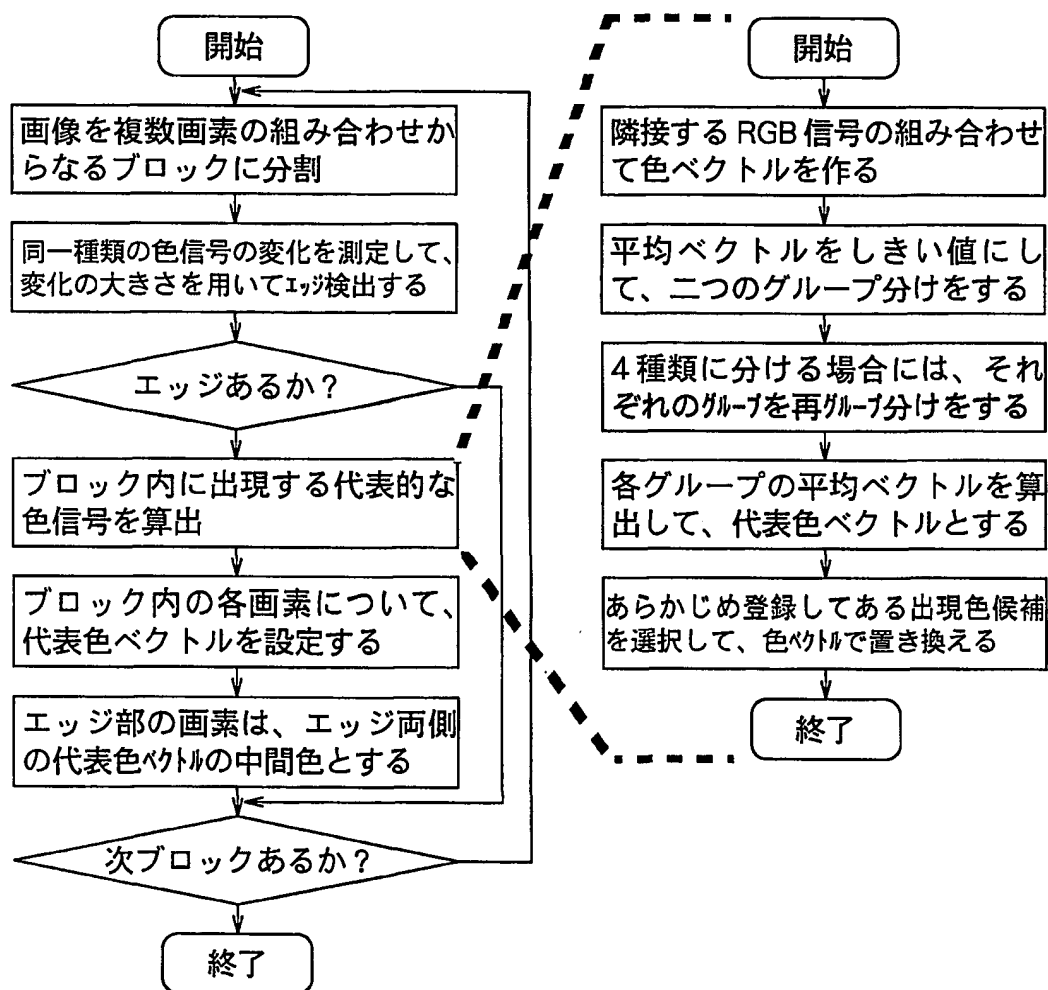 開始
画像を複数画素の組み合わせか
らなるブロックに分割
同一種類の色信号の変化を測定して、
変化の大きさを用いてエッジ検出する
エッジあるか？
ブロック内に出現する代表的な
色信号を算出
ブロック内の各画素について、
代表色ベクトルを設定する
エッジ部の画素は、エッジ両側
の代表色ベクトルの中間色とする
次ブロックあるか？
終了
開始
隣接するRGB信号の組み合わせ
て色ベクトルを作る
平均ベクトルをしきい値にし
て、二つのグループ分けをする
4種類に分ける場合には、それ
ぞれのグループを再グループ分けをする
各グループの平均ベクトルを算
出して、代表色ベクトルとする
あらかじめ登録してある出現色候補
を選択して、色ベクトルで置き換える
終了